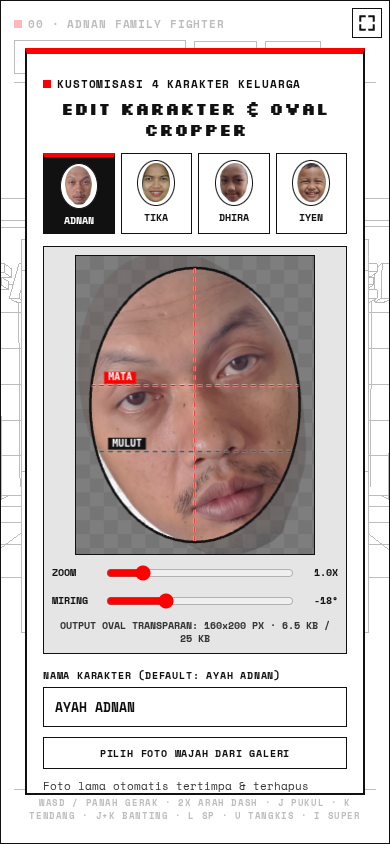 00 · ADNAN FAMILY FIGHTER
KUSTOMISASI 4 KARAKTER KELUARGA
EDIT KARAKTER & OVAL
CROPPER
ADNAN
TIKA
DHIRA
IYEN
MATA
MULUT
ZOOM
1.0X
MIRING
-18°
OUTPUT OVAL TRANSPARAN: 160x200 PX · 6.5 KB /
25 KB
NAMA KARAKTER (DEFAULT: AYAH ADNAN)
AYAH ADNAN
PILIH FOTO WAJAH DARI GALERI
Foto lama otomatis tertimpa & terhapus
WASD / PANAH GERAK · 2X ARAH DASH · J PUKUL · K
TENDANG · J+K BANTING · L SP · U TANGKIS · I SUPER